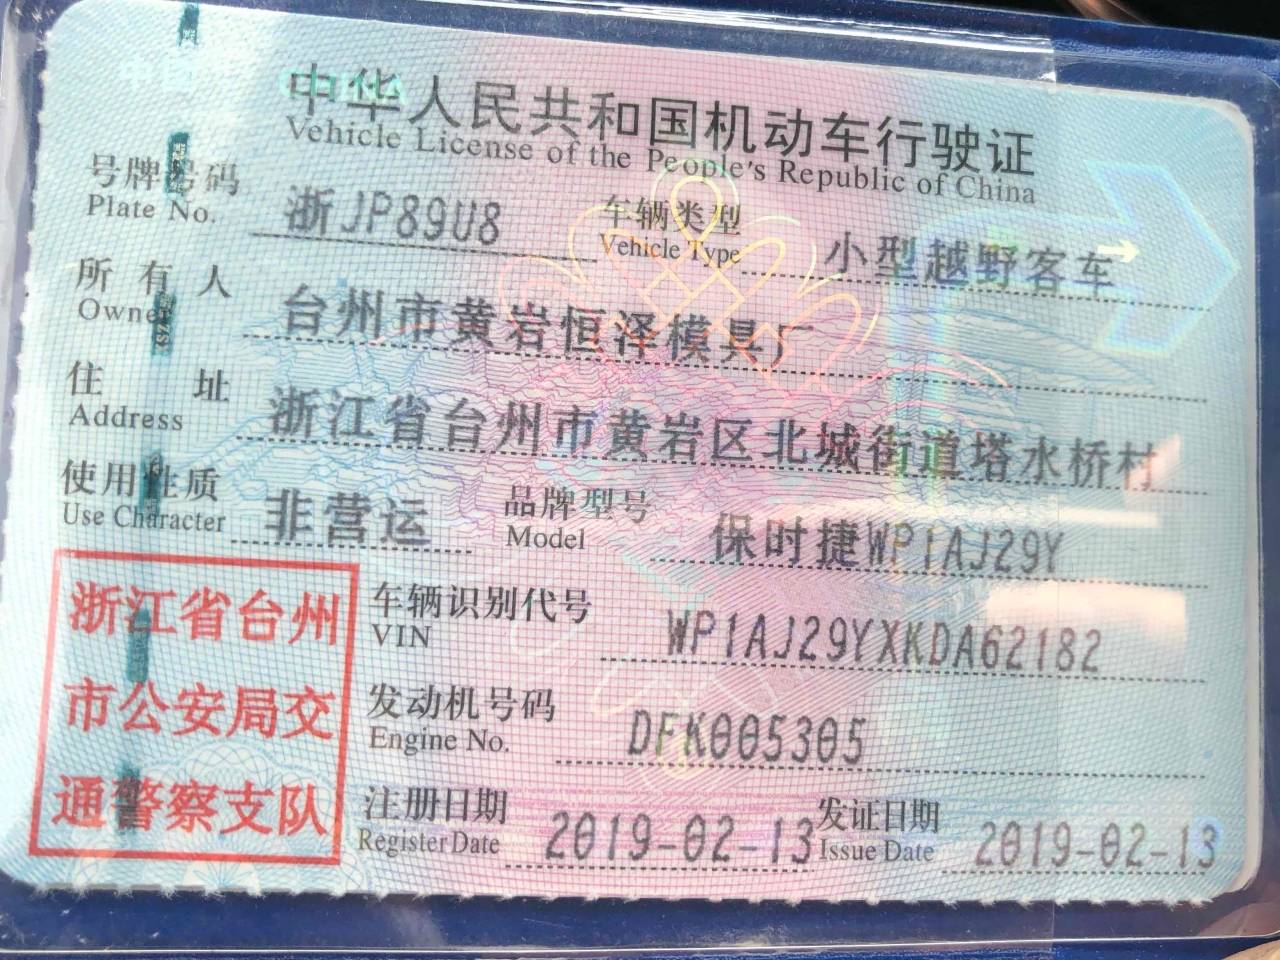 中华人民共和国机动车行驶证
Vehicle License of the People's Republic of China
号牌号码 浙JP89U8 车辆类型 小型越野客车
Plate No. Vehicle Type
所有人 台州市黄岩恒泽模具厂
Owner
住址 浙江省台州市黄岩区北城街道塔水桥村
Address
使用性质 非营运 品牌型号 保时捷WP1AJ29Y
Use Character Model
浙江省台州
市公安局交
通警察支队
车辆识别代号 WP1AJ29YXKDA62182
VIN
发动机号码 DFK005305
Engine No.
注册日期 2019-02-13 发证日期 2019-02-13
Register Date Issue Date